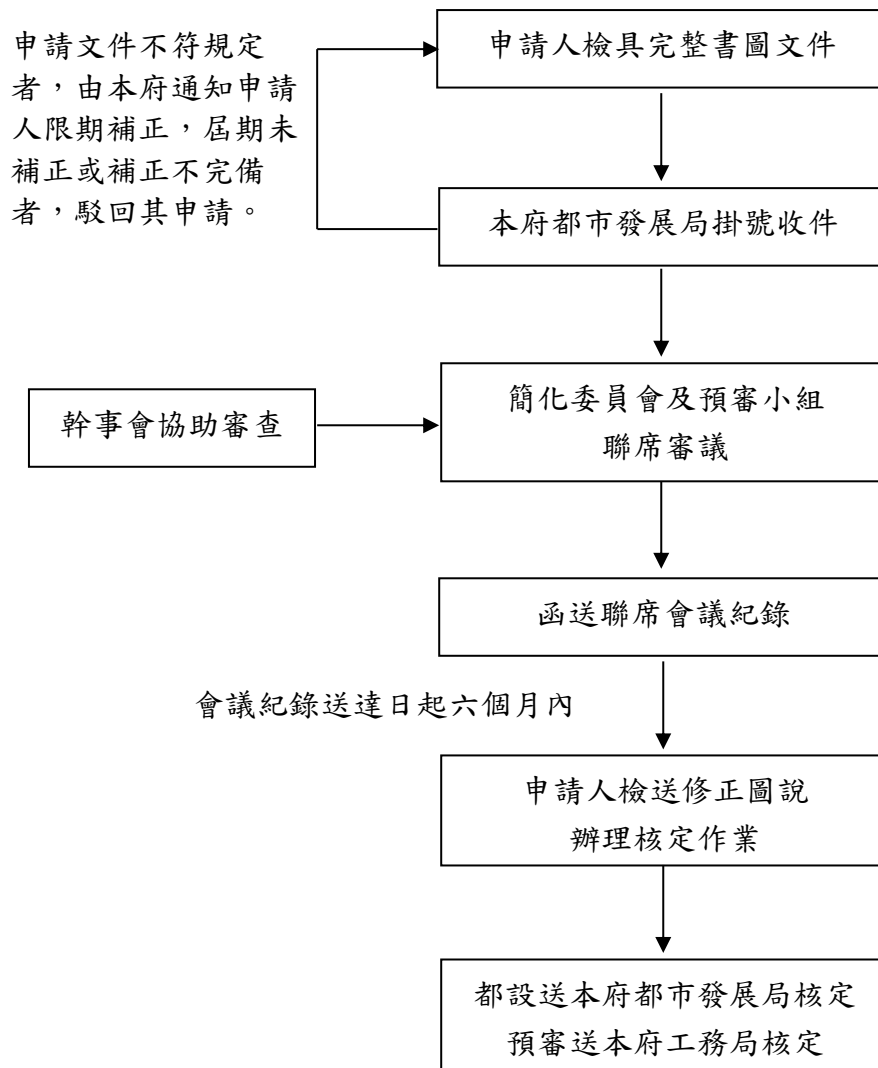 申請文件不符規定
者，由本府通知申請
人限期補正，屆期未
補正或補正不完備
者，駁回其申請。
申請人檢具完整書圖文件
本府都市發展局掛號收件
幹事會協助審查
簡化委員會及預審小組
聯席審議
函送聯席會議紀錄
會議紀錄送達日起六個月內
申請人檢送修正圖說
辦理核定作業
都設送本府都市發展局核定
預審送本府工務局核定